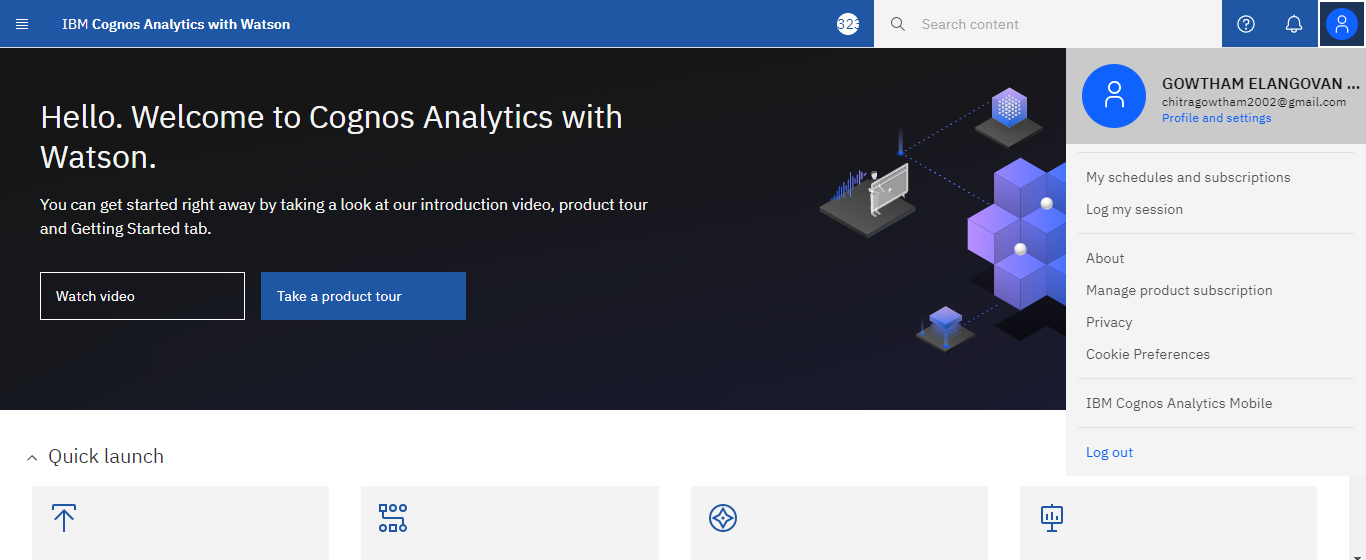 IBM Cognos Analytics with Watson
323
Search content
Hello. Welcome to Cognos Analytics with
Watson.
You can get started right away by taking a look at our introduction video, product tour
and Getting Started tab.
Watch video
Take a product tour
GOWTHAM ELANGOVAN ...
chitragowtham2002@gmail.com
Profile and settings
My schedules and subscriptions
Log my session
About
Manage product subscription
Privacy
Cookie Preferences
IBM Cognos Analytics Mobile
Log out
Quick launch